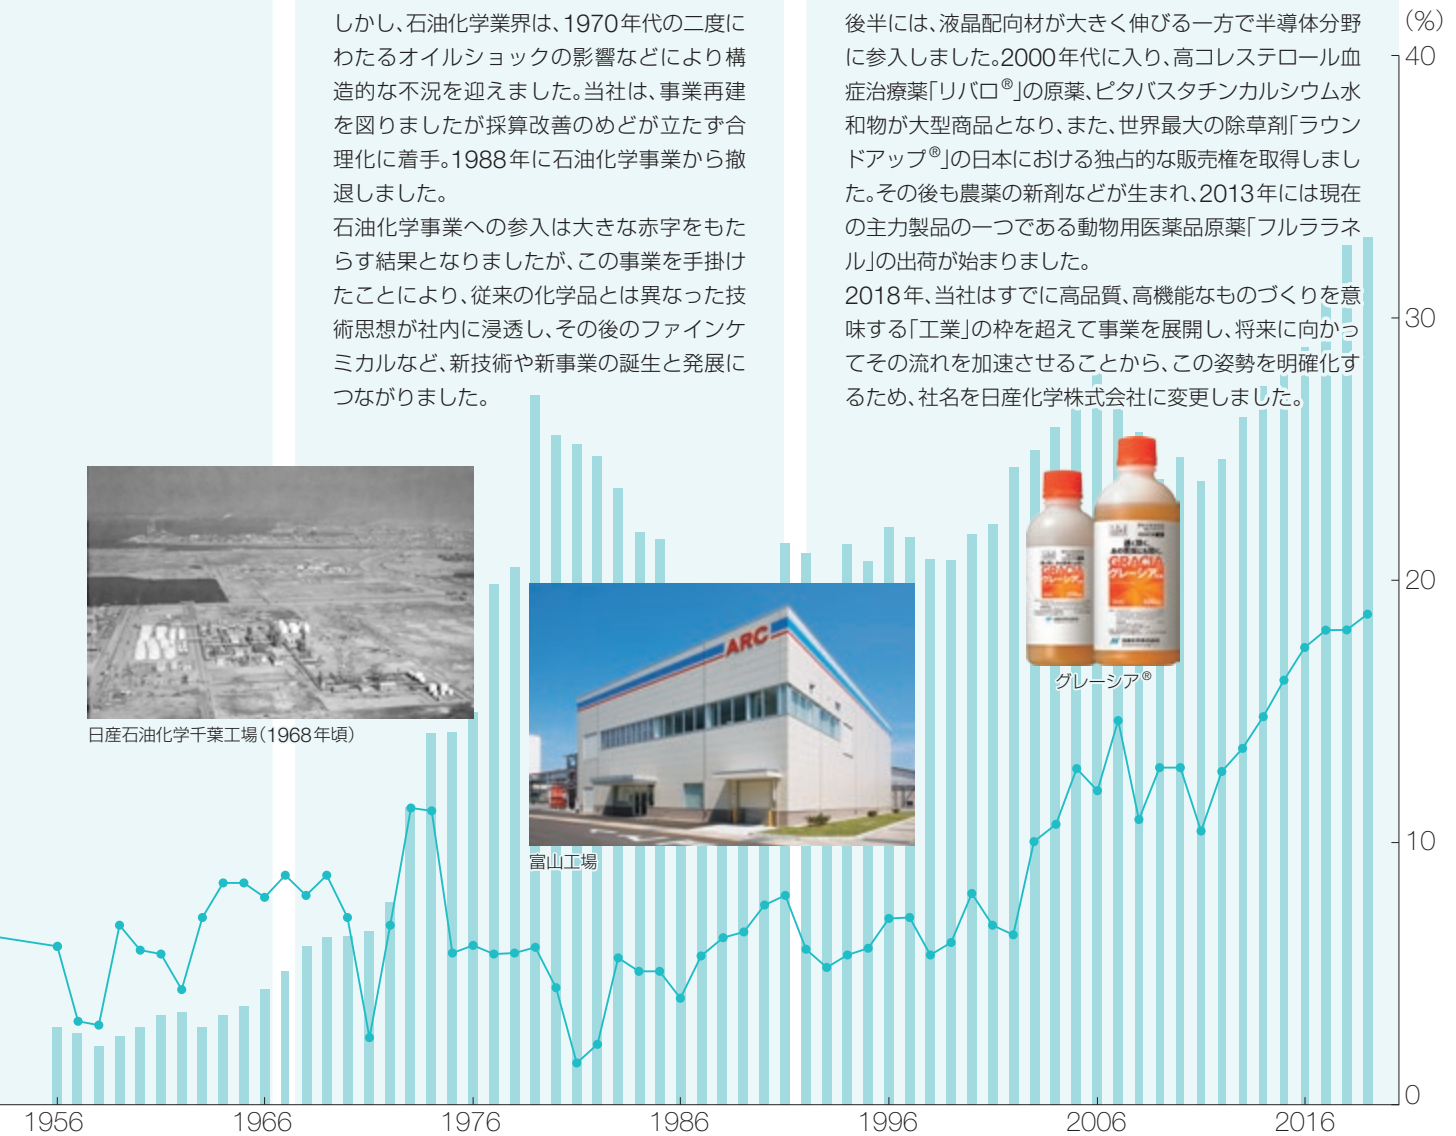 しかし、石油化学業界は、1970年代の二度に
わたるオイルショックの影響などにより構
造的な不況を迎えました。当社は、事業再建
を図りましたが採算改善のめどが立たず合
理化に着手。1988年に石油化学事業から撤
退しました。
石油化学事業への参入は大きな赤字をもた
らす結果となりましたが、この事業を手掛け
たことにより、従来の化学品とは異なった技
術思想が社内に浸透し、その後のファインケ
ミカルなど、新技術や新事業の誕生と発展に
つながりました。
後半には、液晶配向材が大きく伸びる一方で半導体分野
に参入しました。2000年代に入り、高コレステロール血
症治療薬「リバロ®」の原薬、ピタバスタチンカルシウム水
和物が大型商品となり、また、世界最大の除草剤「ラウン
ドアップ®」の日本における独占的な販売権を取得しまし
た。その後も農薬の新剤などが生まれ、2013年には現在
の主力製品の一つである動物用医薬品原薬「フルララネ
ル」の出荷が始まりました。
2018年、当社はすでに高品質、高機能なものづくりを意
味する「工業」の枠を超えて事業を展開し、将来に向かっ
てその流れを加速させることから、この姿勢を明確化す
るため、社名を日産化学株式会社に変更しました。
(%)
40
30
20
10
0
日産石油化学千葉工場(1968年頃)
ARC
富山工場
GRACIA
グレーシア
GRACIA
グレーシア
グレーシア®
1956
1966
1976
1986
1996
2006
2016